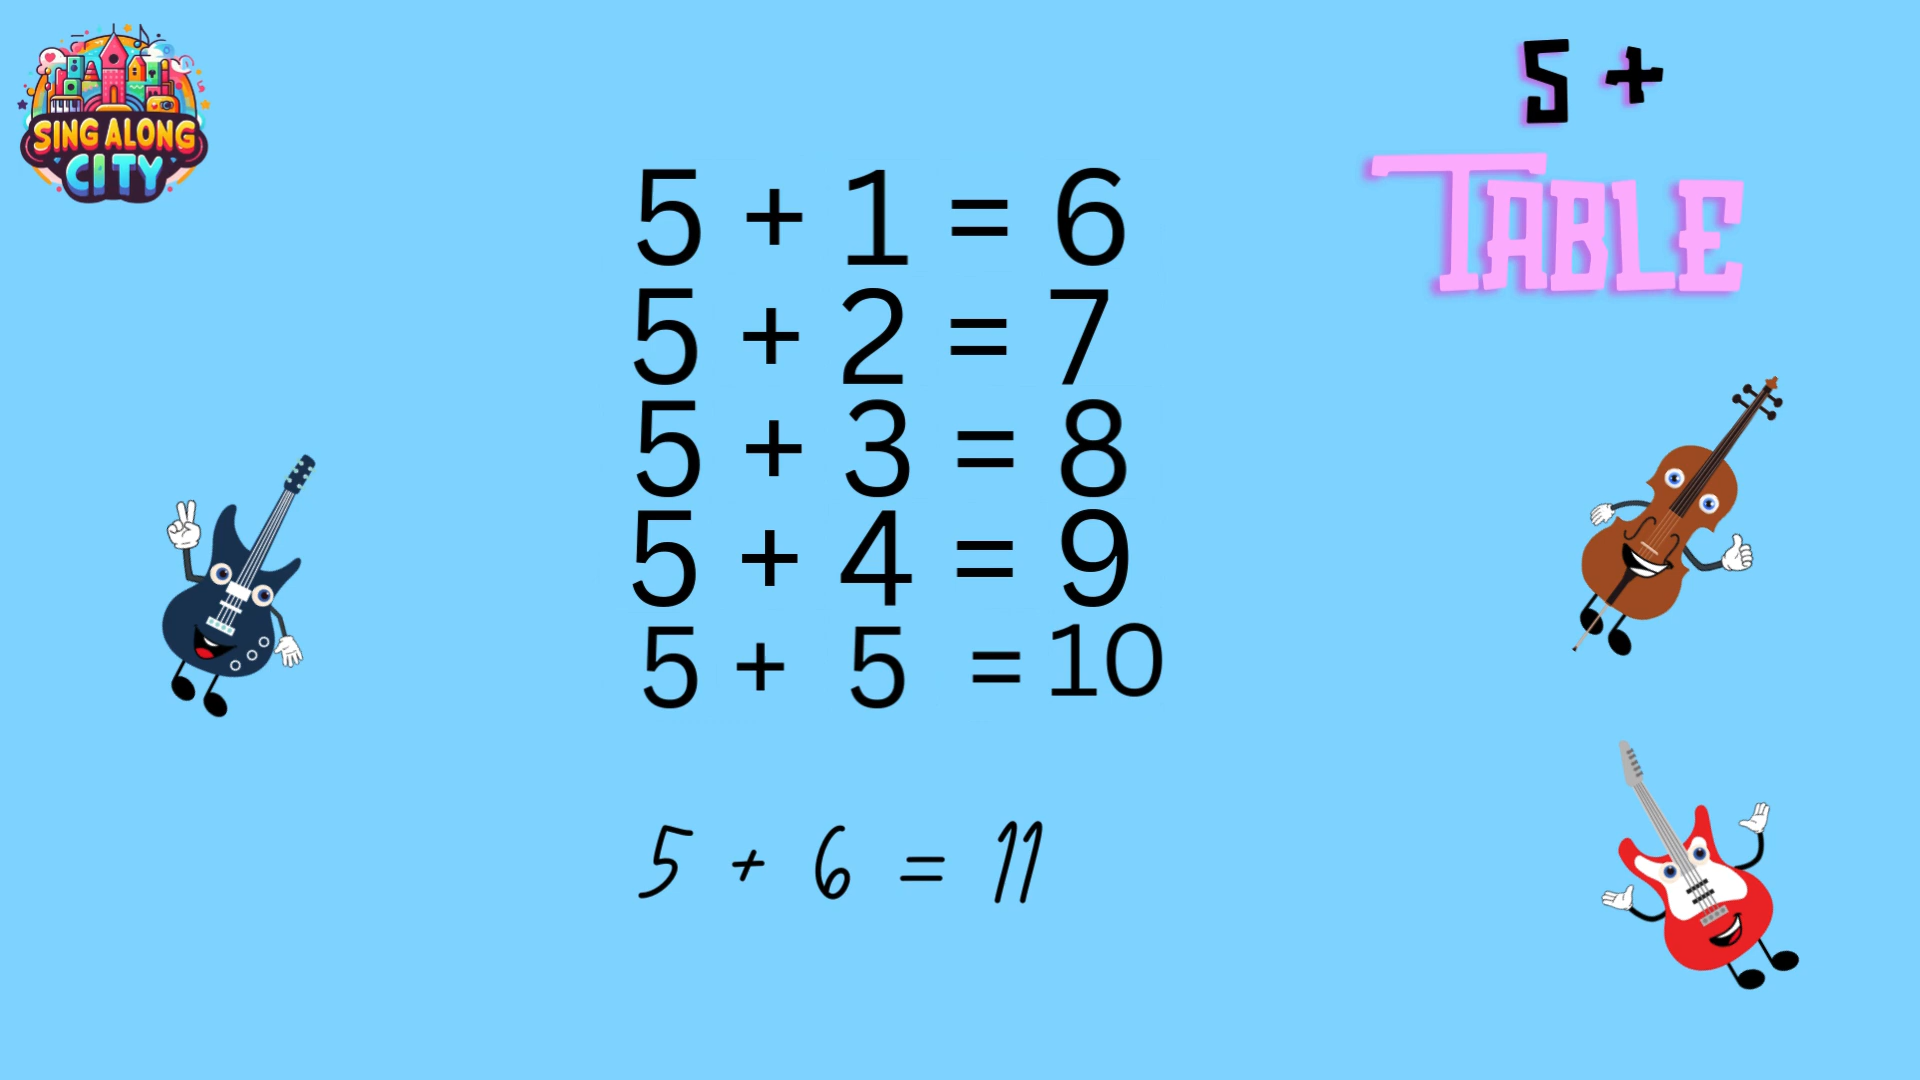 SING ALONG
CITY
5 +
TABLE
5 + 1 = 6
5 + 2 = 7
5 + 3 = 8
5 + 4 = 9
5 + 5 = 10
5 + 6 = 11